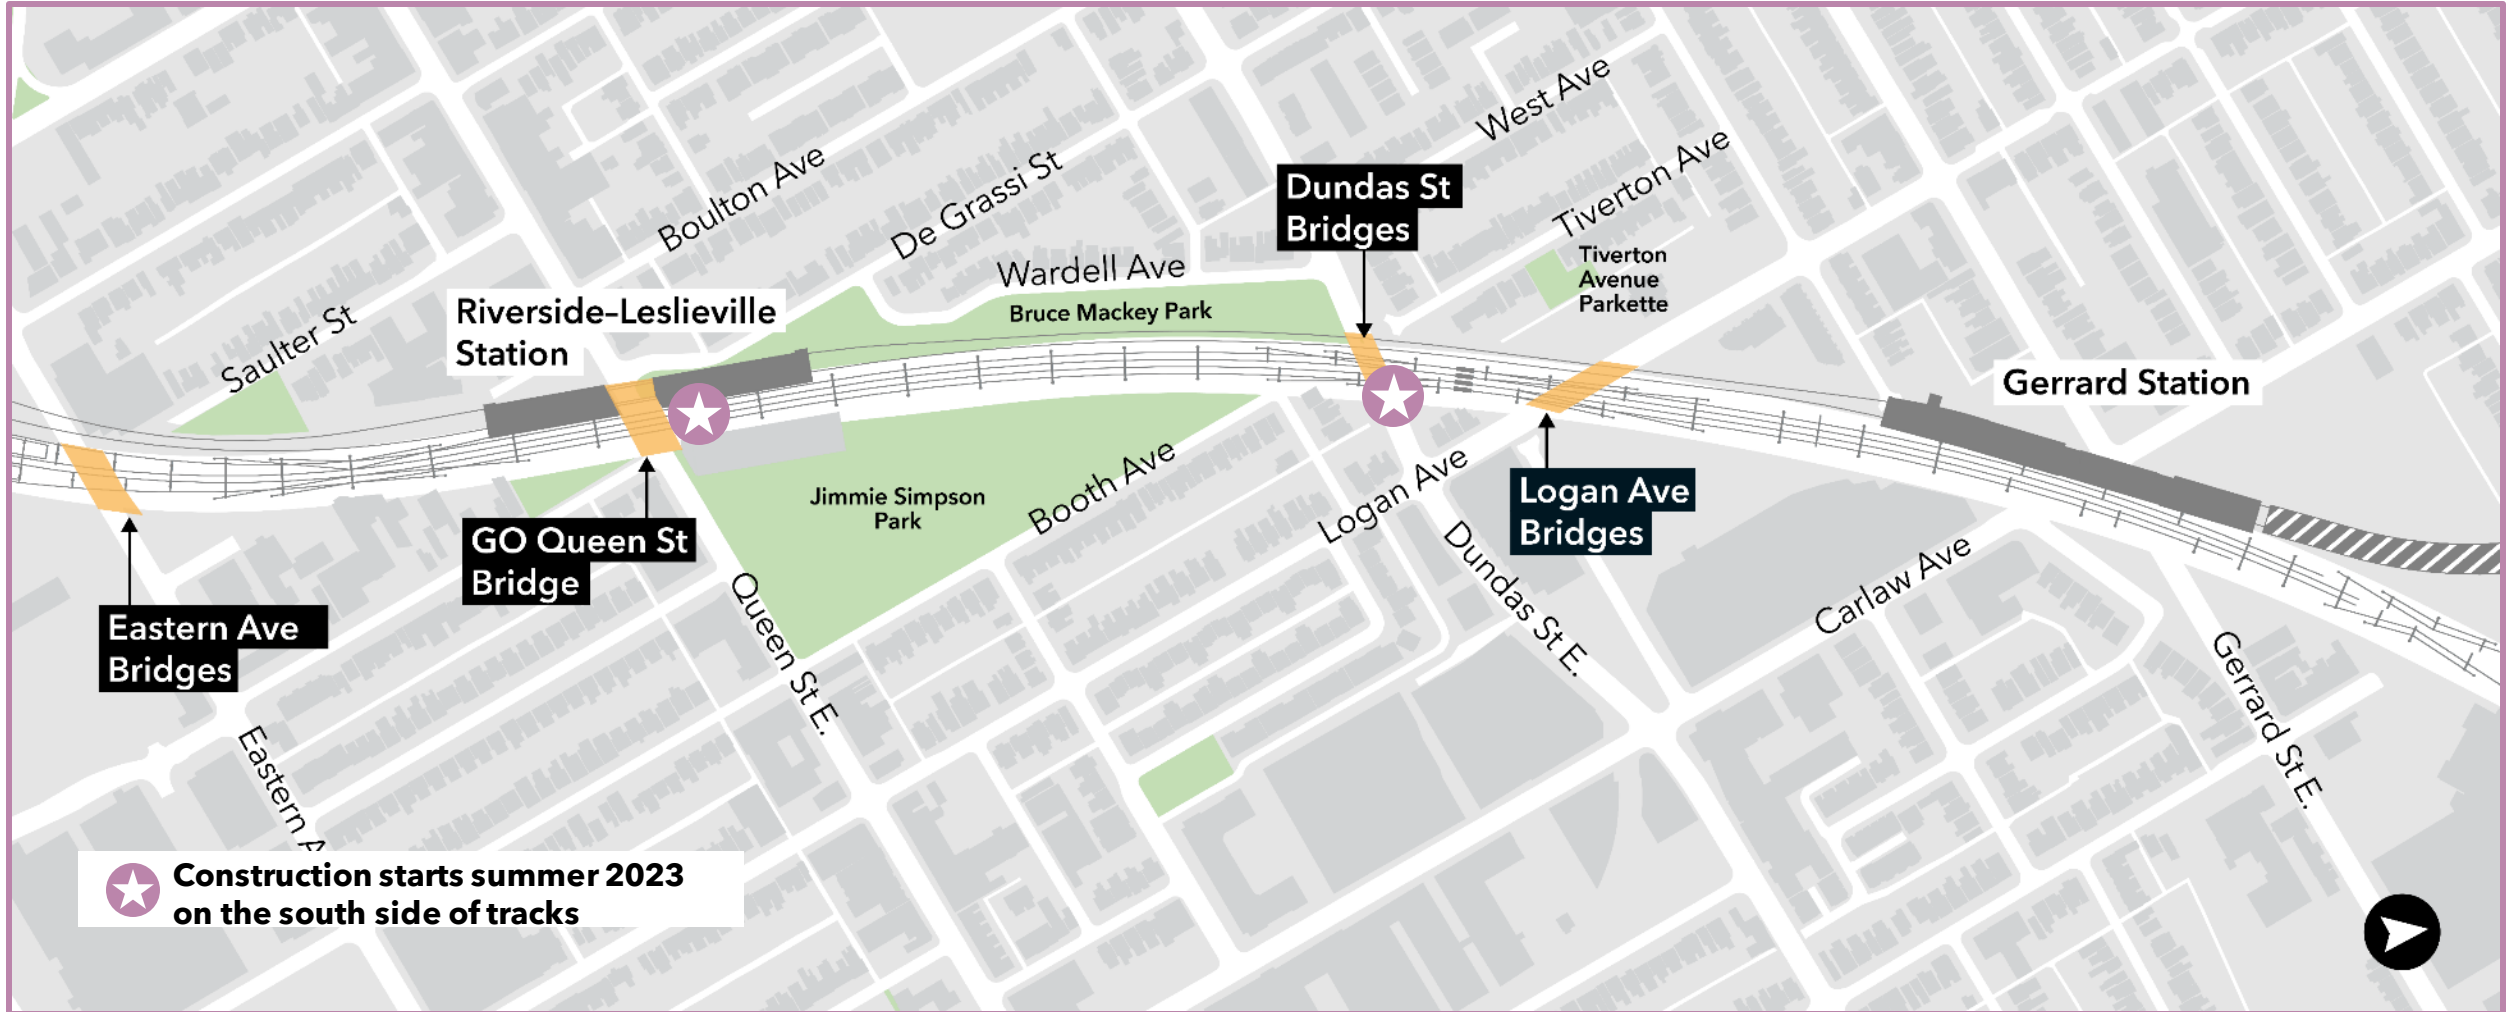 West Ave
Tiverton Ave
Boulton Ave
De Grassi St
Dundas St
Bridges
Tiverton
Avenue
Parkette
Wardell Ave
Bruce Mackey Park
Riverside–Leslieville
Station
Saulter St
Gerrard Station
Jimmie Simpson
Park
Booth Ave
Logan Ave
Logan Ave
Bridges
GO Queen St
Bridge
Dundas St E.
Carlaw Ave
Queen St E.
Eastern Ave
Bridges
Gerrard St E.
Eastern A
Construction starts summer 2023
on the south side of tracks